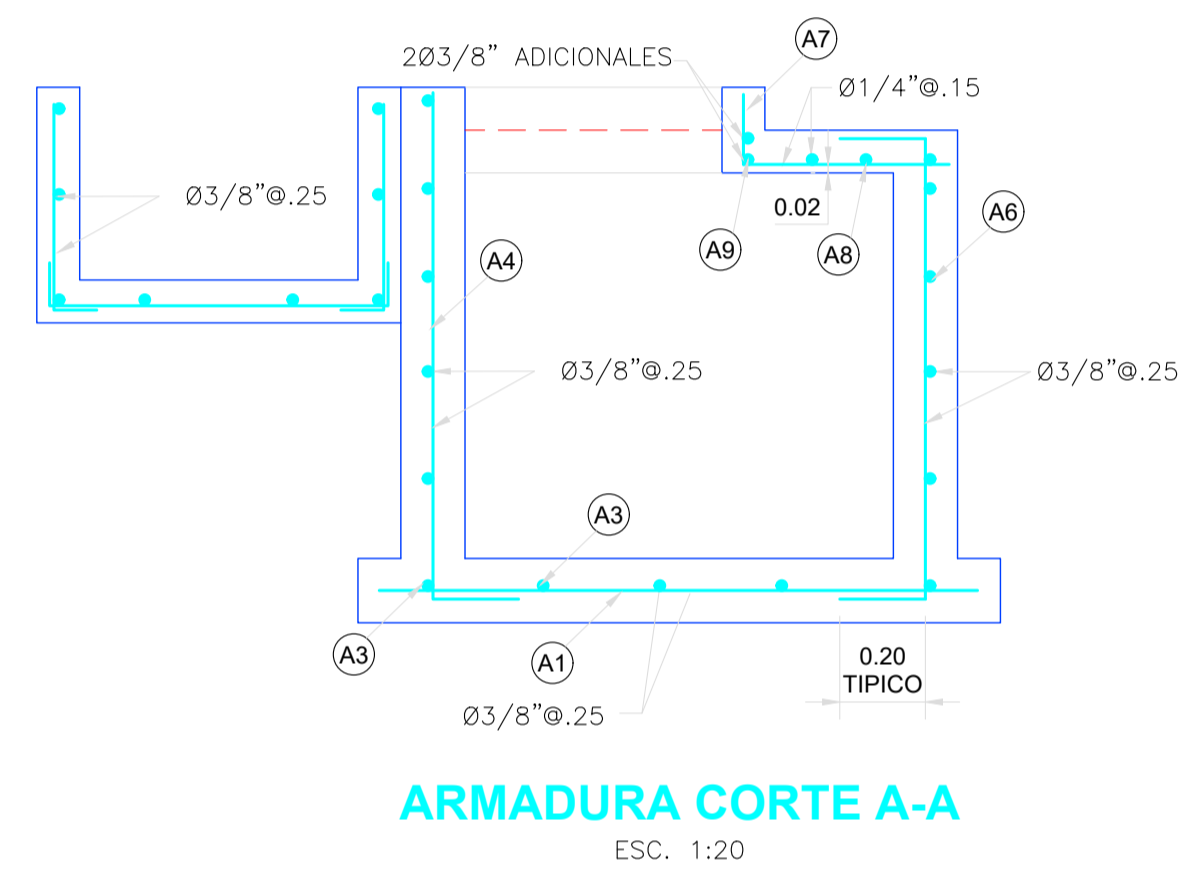 A7
2Ø3/8” ADICIONALES
Ø1/4”@.15
Ø3/8”@.25
0.02
A6
A4
A9
A8
Ø3/8”@.25
Ø3/8”@.25
A3
A3
A1
0.20
TIPICO
Ø3/8”@.25
ARMADURA CORTE A-A
ESC. 1:20